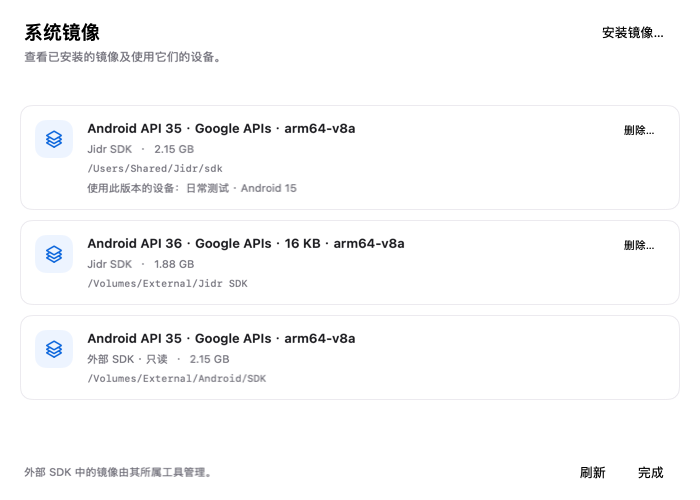 系统镜像
安装镜像...
查看已安装的镜像及使用它们的设备。
Android API 35 · Google APIs · arm64-v8a
删除...
Jidr SDK · 2.15 GB
/Users/Shared/Jidr/sdk
使用此版本的设备：日常测试 · Android 15
Android API 36 · Google APIs · 16 KB · arm64-v8a
删除...
Jidr SDK · 1.88 GB
/Volumes/External/Jidr SDK
Android API 35 · Google APIs · arm64-v8a
外部 SDK · 只读 · 2.15 GB
/Volumes/External/Android/SDK
外部 SDK 中的镜像由其所属工具管理。
刷新
完成